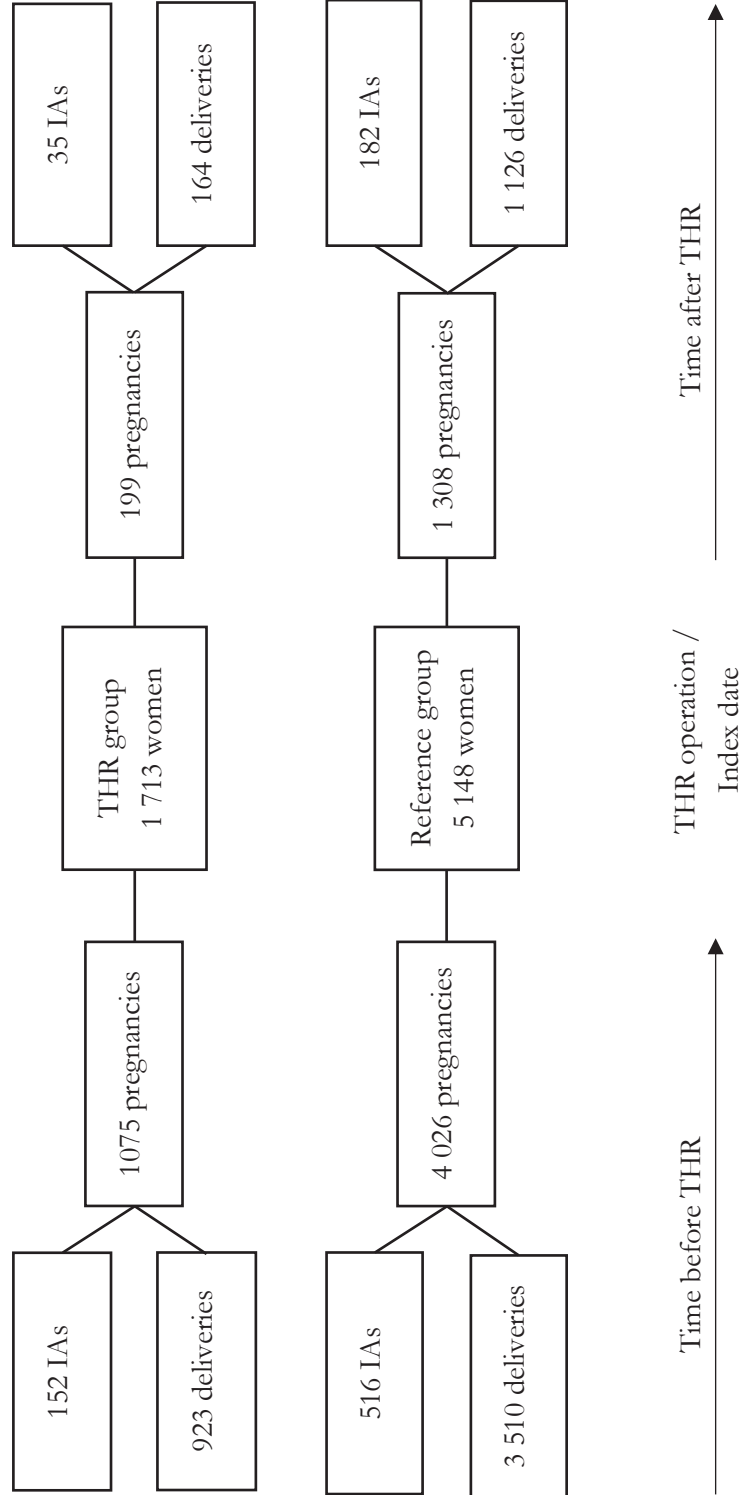 152 IAs
923 deliveries
1075 pregnancies
THR group
1 713 women
199 pregnancies
35 IAs
164 deliveries
516 IAs
3 510 deliveries
4 026 pregnancies
Reference group
5 148 women
1 308 pregnancies
182 IAs
1 126 deliveries
Time before THR
THR operation /
Index date
Time after THR